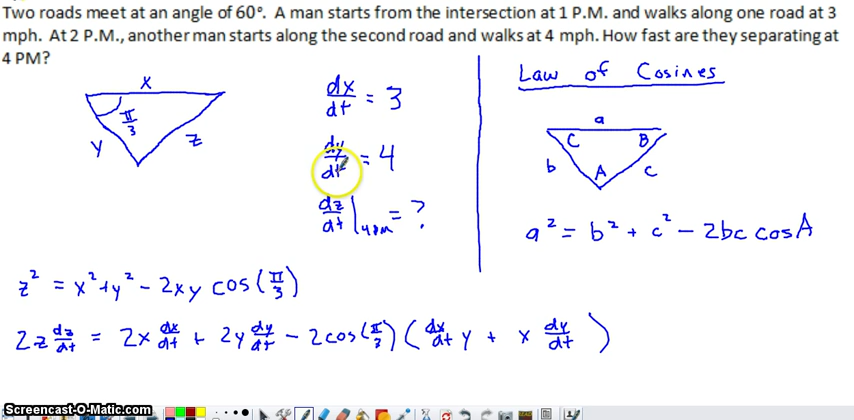 Two roads meet at an angle of 60°. A man starts from the intersection at 1 P.M. and walks along one road at 3
mph. At 2 P.M., another man starts along the second road and walks at 4 mph. How fast are they separating at
4 PM?
x
π/3
y
z
dx/dt = 3
dy/dt = 4
dz/dt |4PM = ?
Law of Cosines
a
C B
b A c
a² = b² + c² - 2bc cosA
z² = x² + y² - 2xy cos(π/3)
2z dz/dt = 2x dx/dt + 2y dy/dt - 2cos(π/3) (dx/dt y + x dy/dt)
Screencast-O-Matic.com